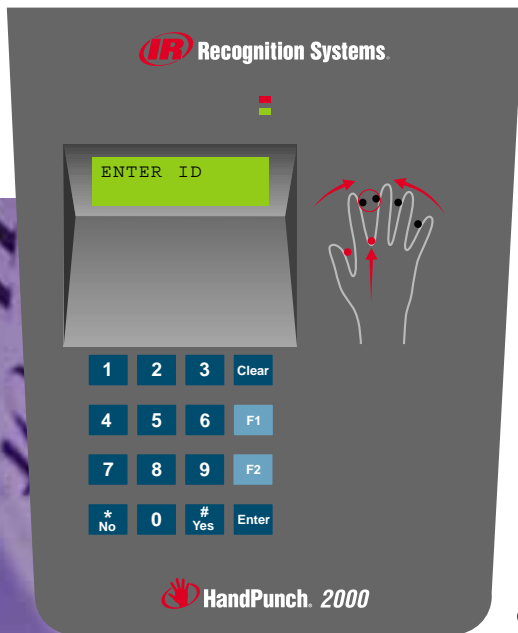 IR Recognition Systems®
ENTER ID
1 2 3 Clear
4 5 6 F1
7 8 9 F2
* No 0 # Yes Enter
HandPunch® 2000